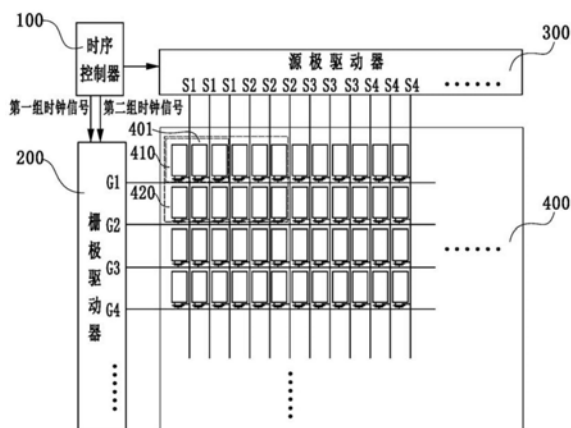 100
时序
控制器
源极驱动器
300
S1 S1 S1 S2 S2 S2 S3 S3 S3 S4 S4 S4
第一组时钟信号
第二组时钟信号
401
200
410
G1
420
400
G2
G3
G4
栅极驱动器